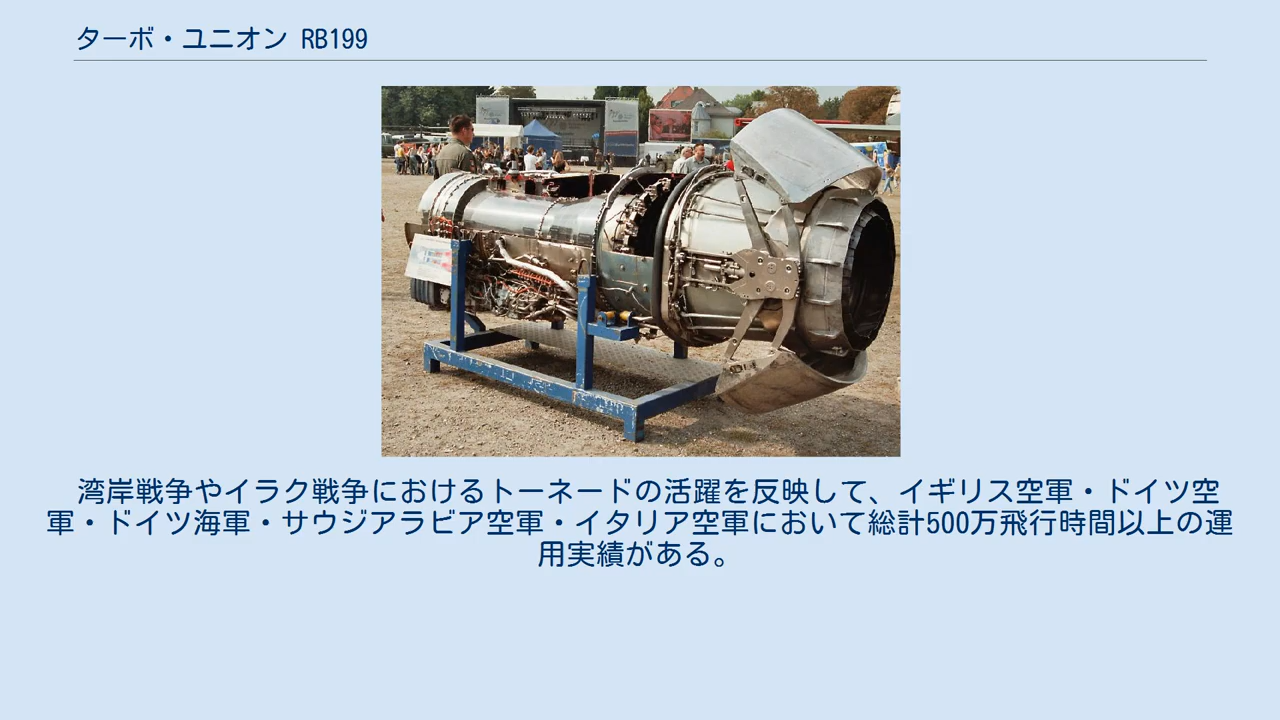 ターボ・ユニオン RB199
湾岸戦争やイラク戦争におけるトーネードの活躍を反映して、イギリス空軍・ドイツ空
軍・ドイツ海軍・サウジアラビア空軍・イタリア空軍において総計500万飛行時間以上の運
用実績がある。